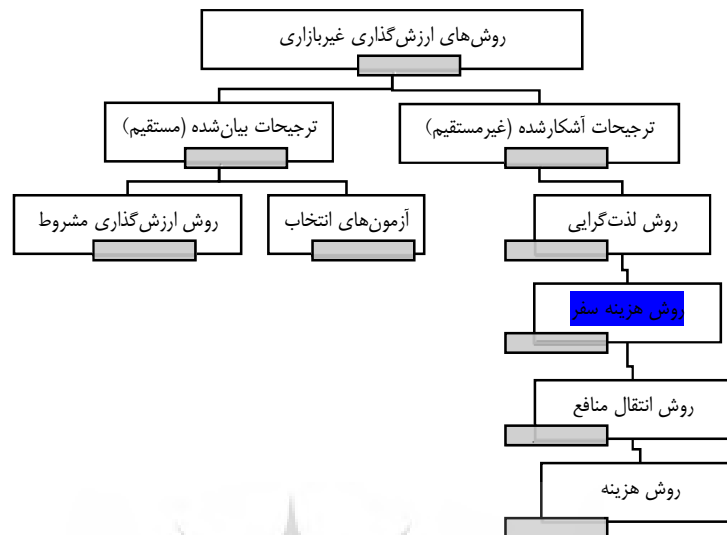 روش‌های ارزش‌گذاری غیربازاری
ترجیحات آشکارشده (غیرمستقیم)
ترجیحات بیان‌شده (مستقیم)
روش لذت‌گرایی
آزمون‌های انتخاب
روش ارزش‌گذاری مشروط
روش هزینه سفر
روش انتقال منافع
روش هزینه